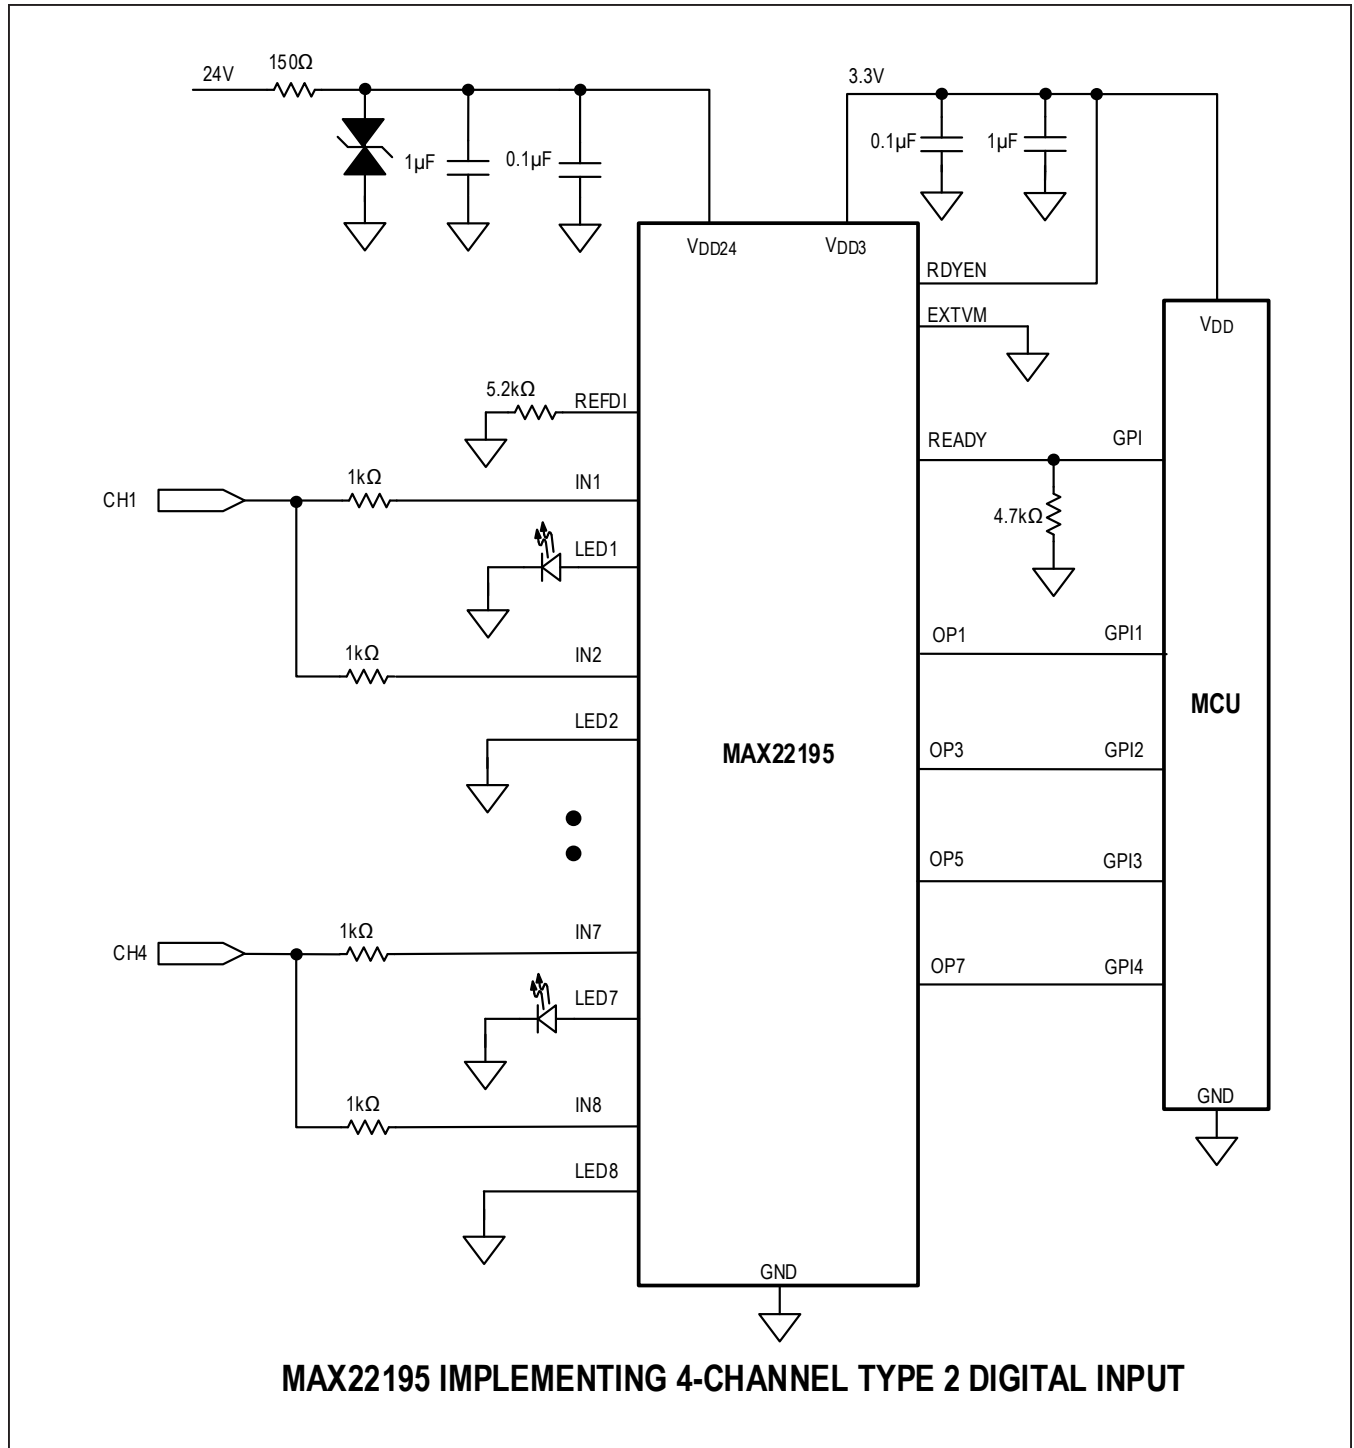 24V
150Ω
3.3V
1µF
0.1µF
0.1µF
1µF
VDD24
VDD3
RDYEN
EXTVM
VDD
5.2kΩ
REFDI
READY
GPI
CH1
1kΩ
IN1
4.7kΩ
LED1
OP1
GPI1
1kΩ
IN2
MCU
LED2
MAX22195
OP3
GPI2
OP5
GPI3
CH4
1kΩ
IN7
OP7
GPI4
LED7
1kΩ
IN8
GND
LED8
GND
MAX22195 IMPLEMENTING 4-CHANNEL TYPE 2 DIGITAL INPUT